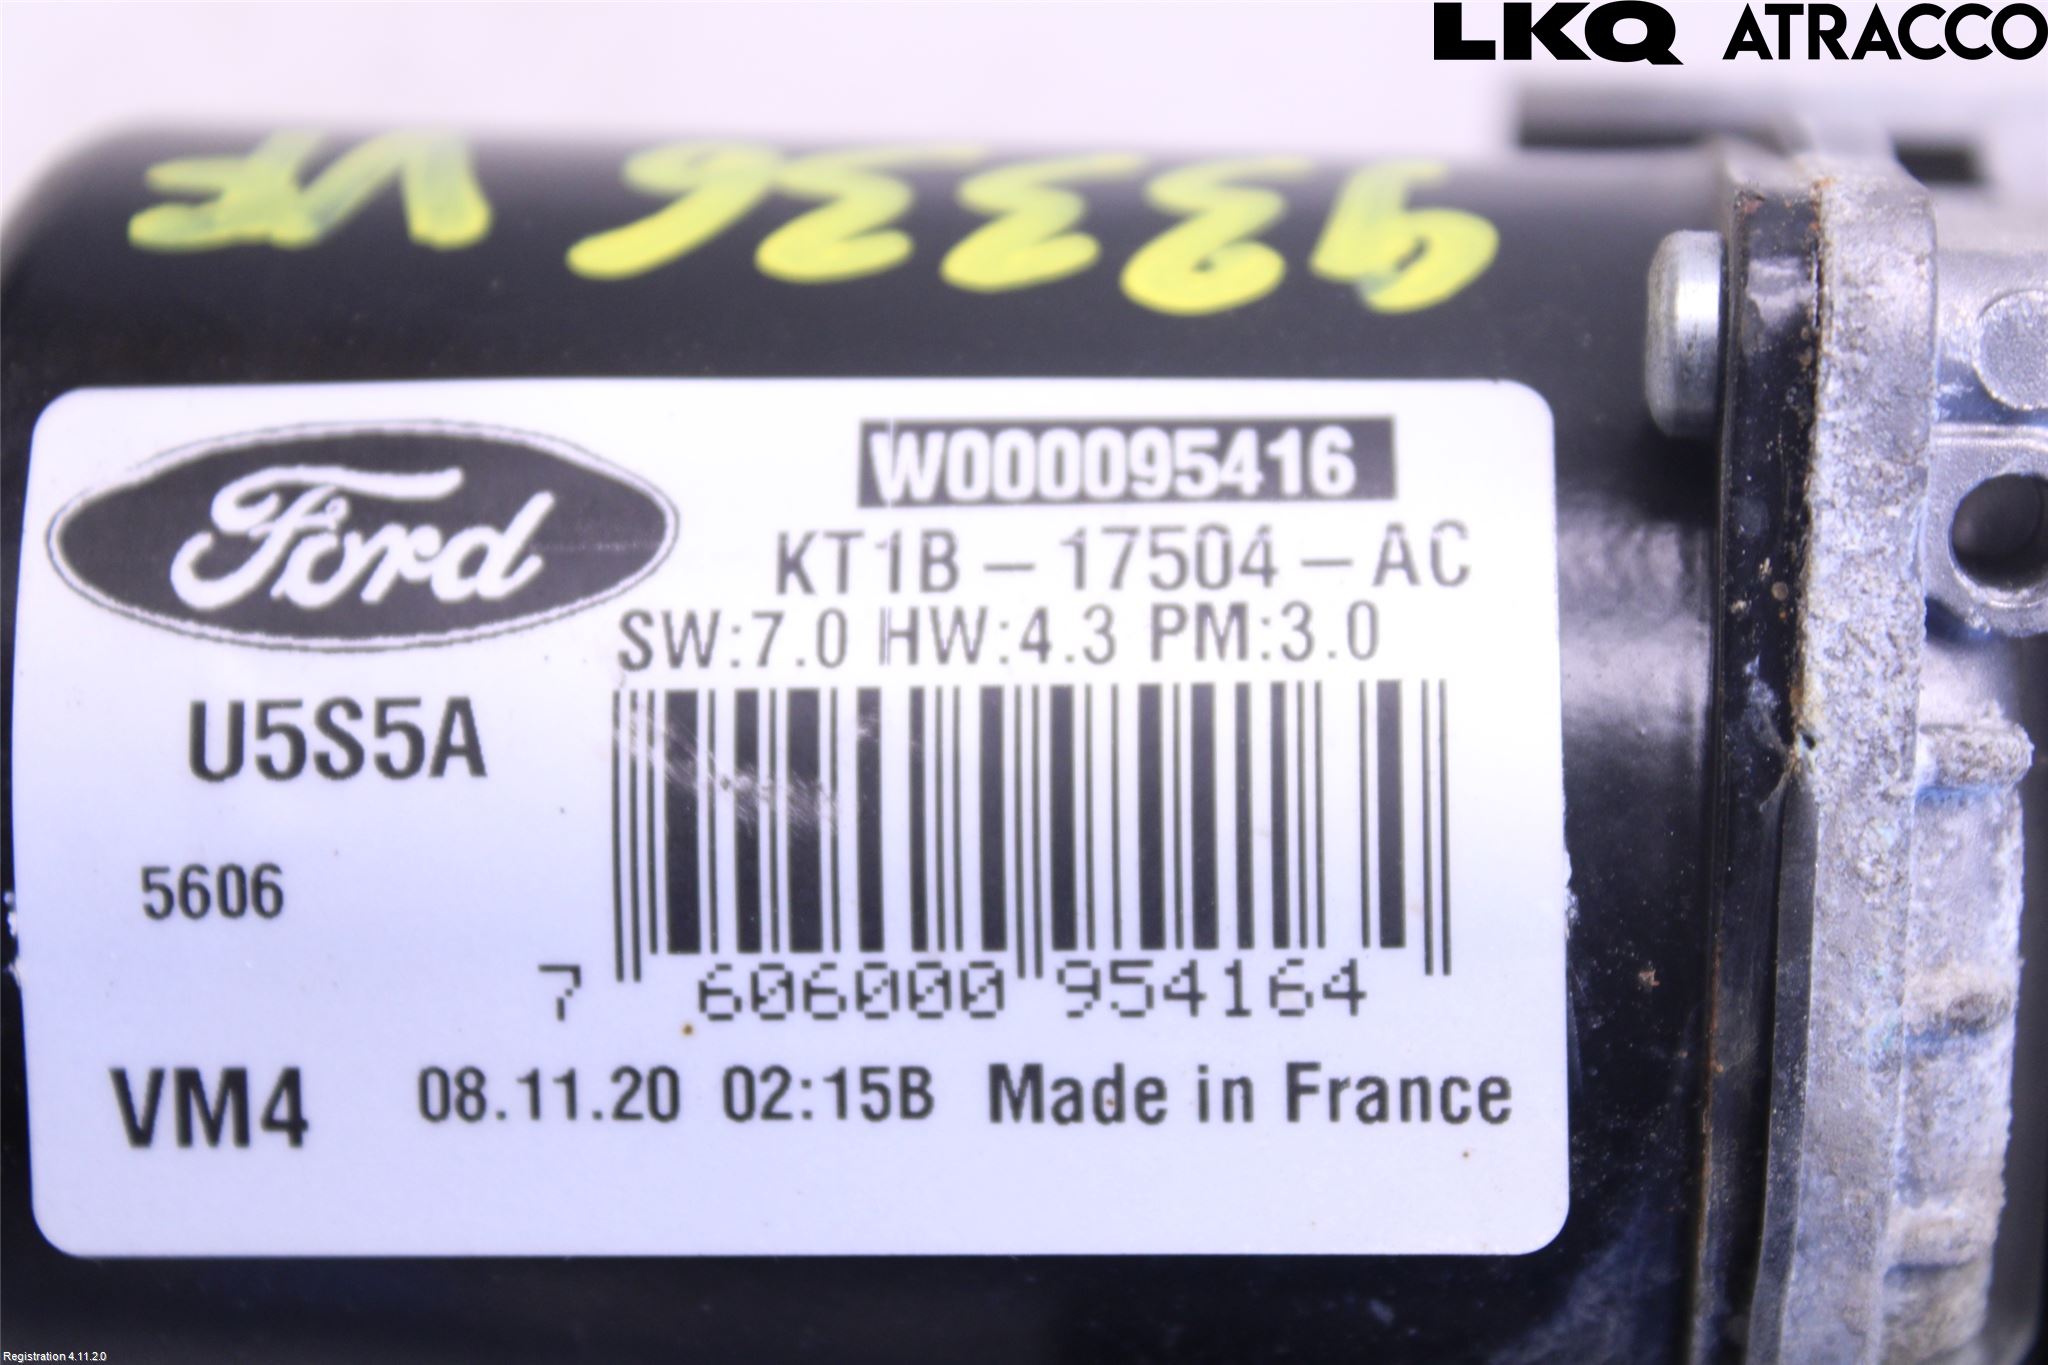 LKQ ATRACCO
93336 VF
Ford
W000095416
KT1B-17504-AC
SW:7.0 HW:4.3 PM:3.0
U5S5A
5606
7 606000 954164
VM4 08.11.20 02:15B Made in France
Registration 4.11.2.0